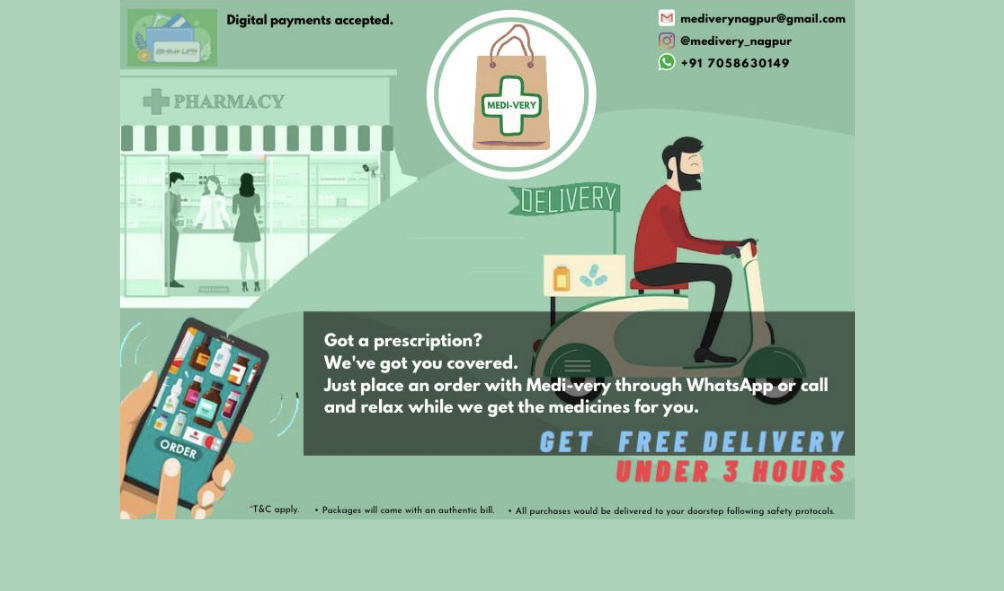 Digital payments accepted.
mediverynagpur@gmail.com
@medivery_nagpur
+91 7058630149
PHARMACY
MEDI-VERY
DELIVERY
Got a prescription?
We've got you covered.
Just place an order with Medi-very through WhatsApp or call
and relax while we get the medicines for you.
ORDER
GET FREE DELIVERY
UNDER 3 HOURS
*T&C apply. • Packages will come with an authentic bill. • All purchases would be delivered to your doorstep following safety protocols.